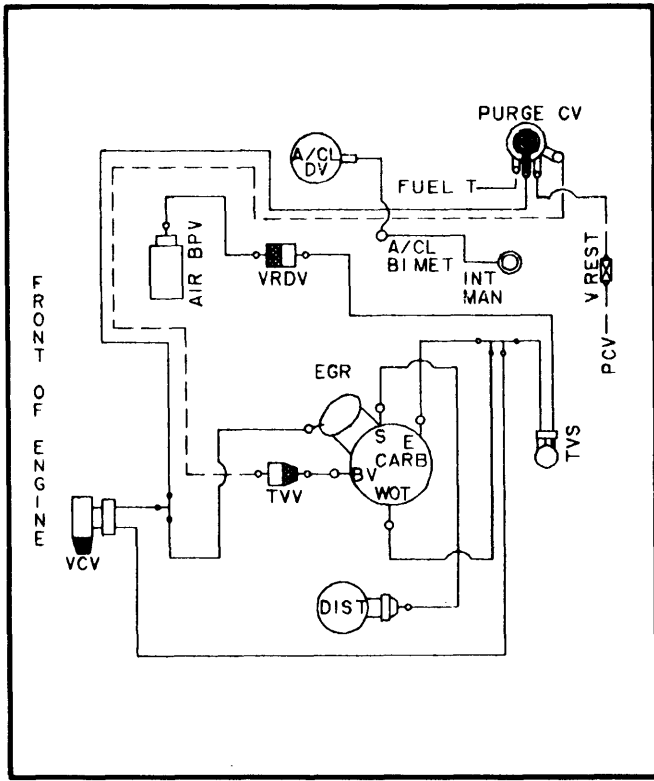 PURGE CV
A/CL
DV
FUEL T
A/CL
BIMET
INT
MAN
V REST
AIR BPV
VRDV
PCV
FRONT OF ENGINE
EGR
S
E
CARB
BV
WOT
TVS
TVV
VCV
DIST